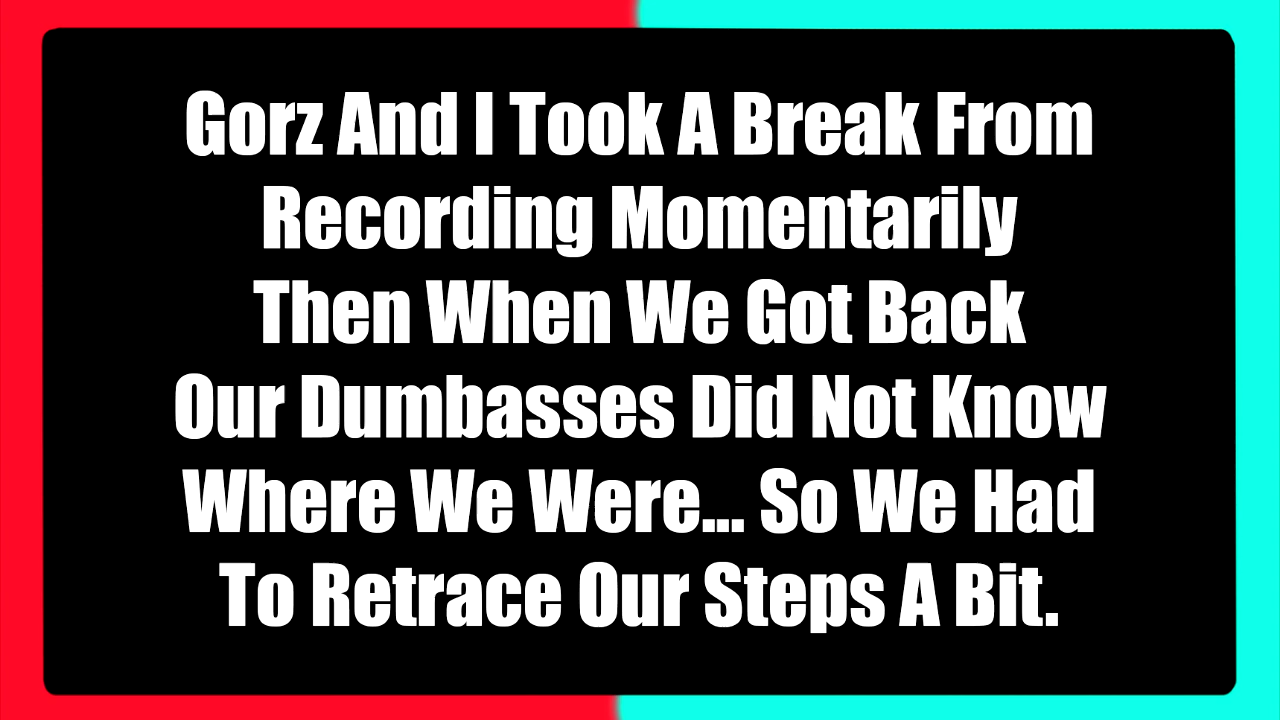 Gorz And I Took A Break From
Recording Momentarily
Then When We Got Back
Our Dumbasses Did Not Know
Where We Were... So We Had
To Retrace Our Steps A Bit.